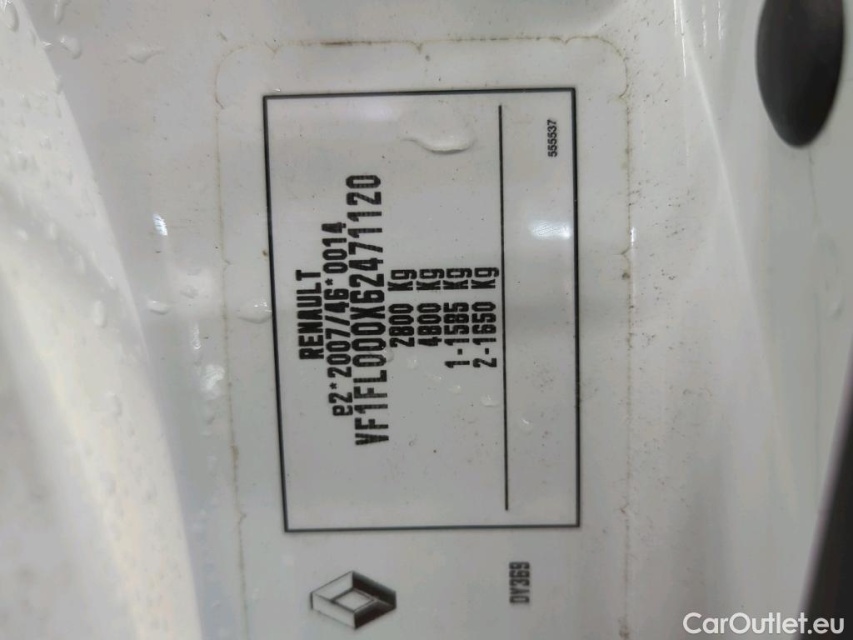 RENAULT
e2*2007/46*0014
VF1FL000X62471120
2800 Kg
4800 Kg
1-1585 Kg
2-1650 Kg
555537
DV369
CarOutlet.eu